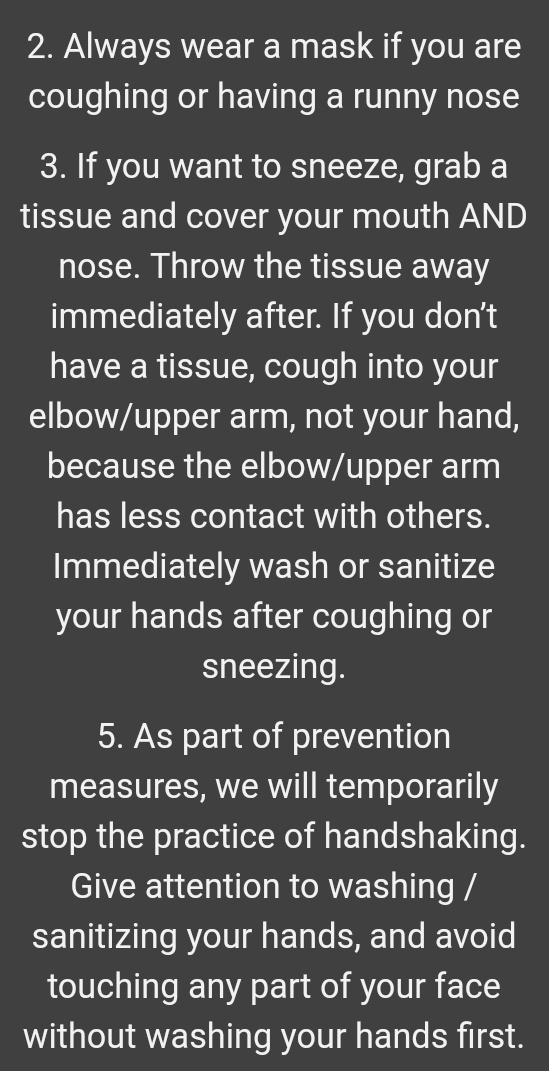 2. Always wear a mask if you are
coughing or having a runny nose
3. If you want to sneeze, grab a
tissue and cover your mouth AND
nose. Throw the tissue away
immediately after. If you don’t
have a tissue, cough into your
elbow/upper arm, not your hand,
because the elbow/upper arm
has less contact with others.
Immediately wash or sanitize
your hands after coughing or
sneezing.
5. As part of prevention
measures, we will temporarily
stop the practice of handshaking.
Give attention to washing /
sanitizing your hands, and avoid
touching any part of your face
without washing your hands first.